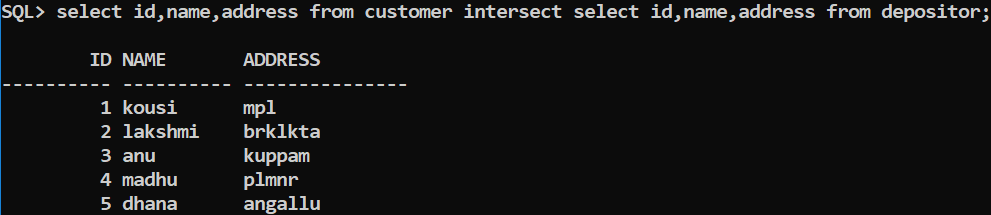 SQL> select id,name,address from customer intersect select id,name,address from depositor;
ID NAME ADDRESS
---------- ---------- ---------------
1 kousi mpl
2 lakshmi brklkta
3 anu kuppam
4 madhu plmnr
5 dhana angallu